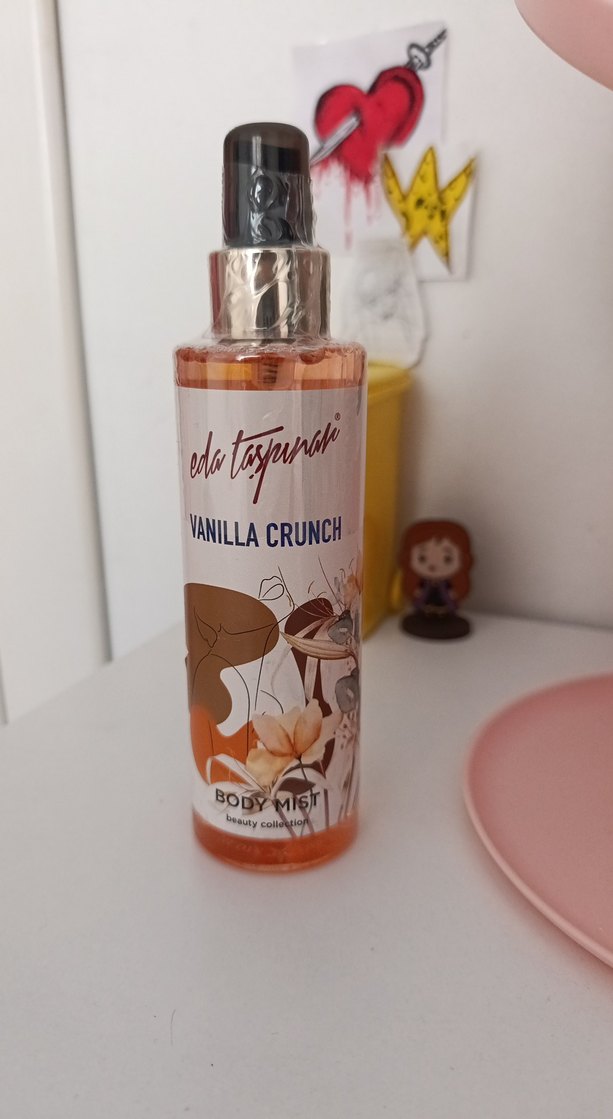 eda taşpınar®
VANILLA CRUNCH
BODY MIST
beauty collection